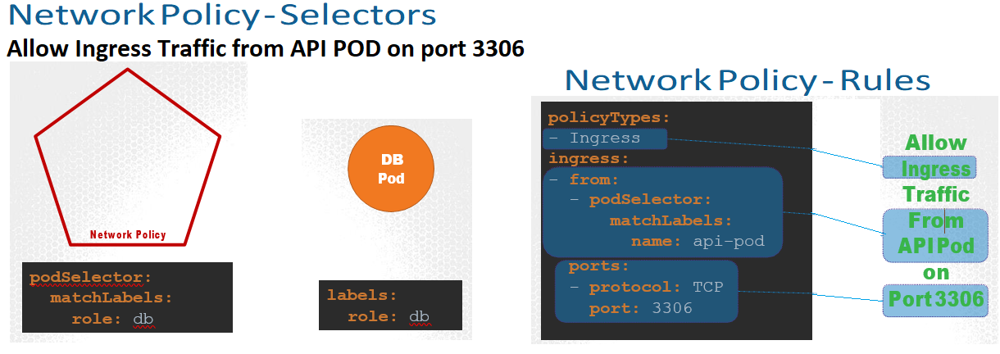 Network Policy - Selectors
Allow Ingress Traffic from API POD on port 3306
Network Policy
podSelector:
matchLabels:
role: db
DB
Pod
labels:
role: db
Network Policy - Rules
policyTypes:
- Ingress
ingress:
- from:
- podSelector:
matchLabels:
name: api-pod
ports:
- protocol: TCP
port: 3306
Allow
Ingress
Traffic
From
API Pod
on
Port 3306